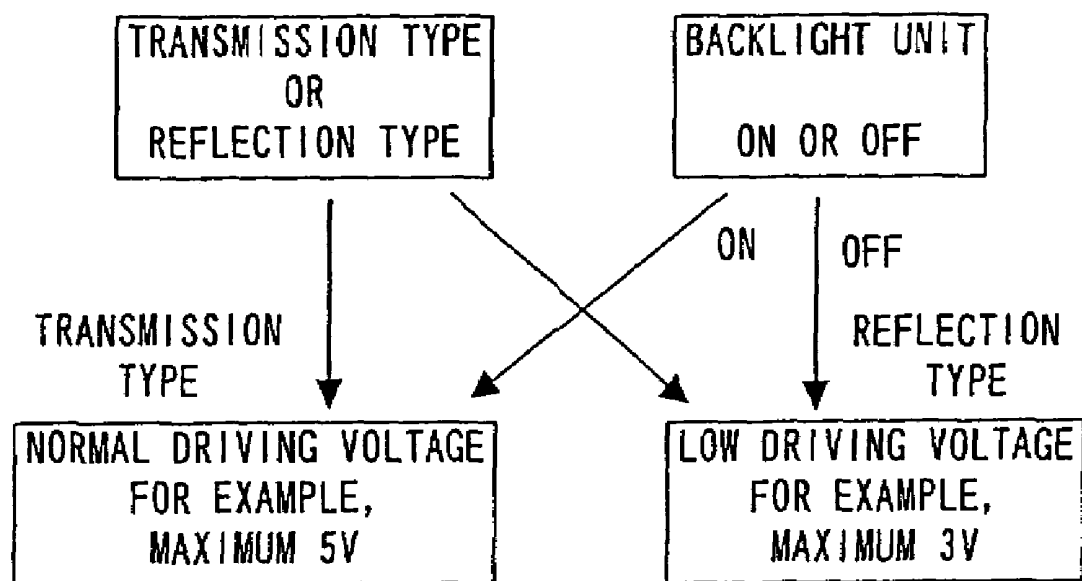 TRANSMISSION TYPE
OR
REFLECTION TYPE
BACKLIGHT UNIT
ON OR OFF
ON
OFF
TRANSMISSION
TYPE
REFLECTION
TYPE
NORMAL DRIVING VOLTAGE
FOR EXAMPLE,
MAXIMUM 5V
LOW DRIVING VOLTAGE
FOR EXAMPLE,
MAXIMUM 3V